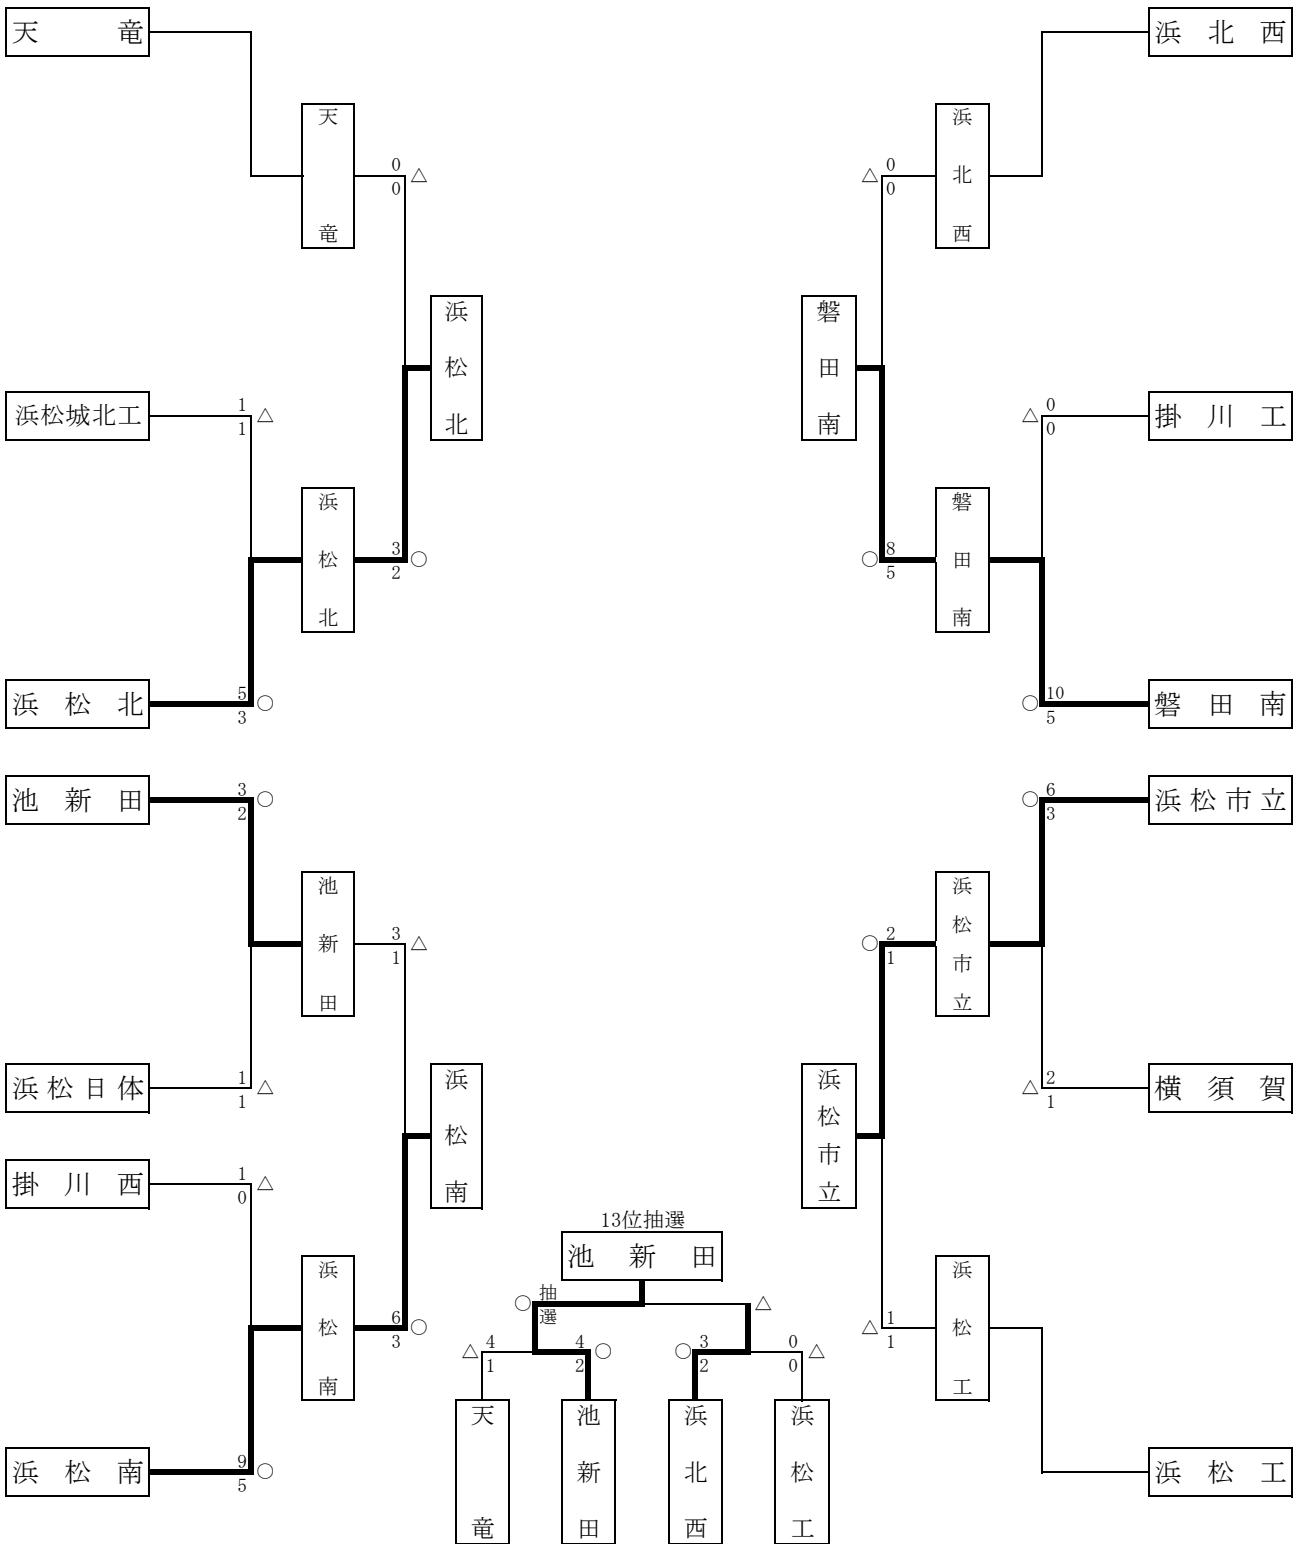 天竜
浜北西
天竜
0
0
△
△
0
0
浜北西
浜松北
磐田南
浜松城北工
1
1
△
△
0
0
掛川工
浜松北
3
2
○
○
8
5
磐田南
浜松北
5
3
○
○
10
5
磐田南
池新田
3
2
○
○
6
3
浜松市立
池新田
3
1
△
○
2
1
浜松市立
浜松日体
1
1
△
浜松南
浜松市立
△
2
1
横須賀
掛川西
1
0
△
13位抽選
池新田
浜松南
6
3
○
○
抽選
△
△
1
1
浜松工
△
4
1
4
2
○
○
3
2
0
0
△
天竜
池新田
浜北西
浜松工
浜松南
9
5
○
浜松工